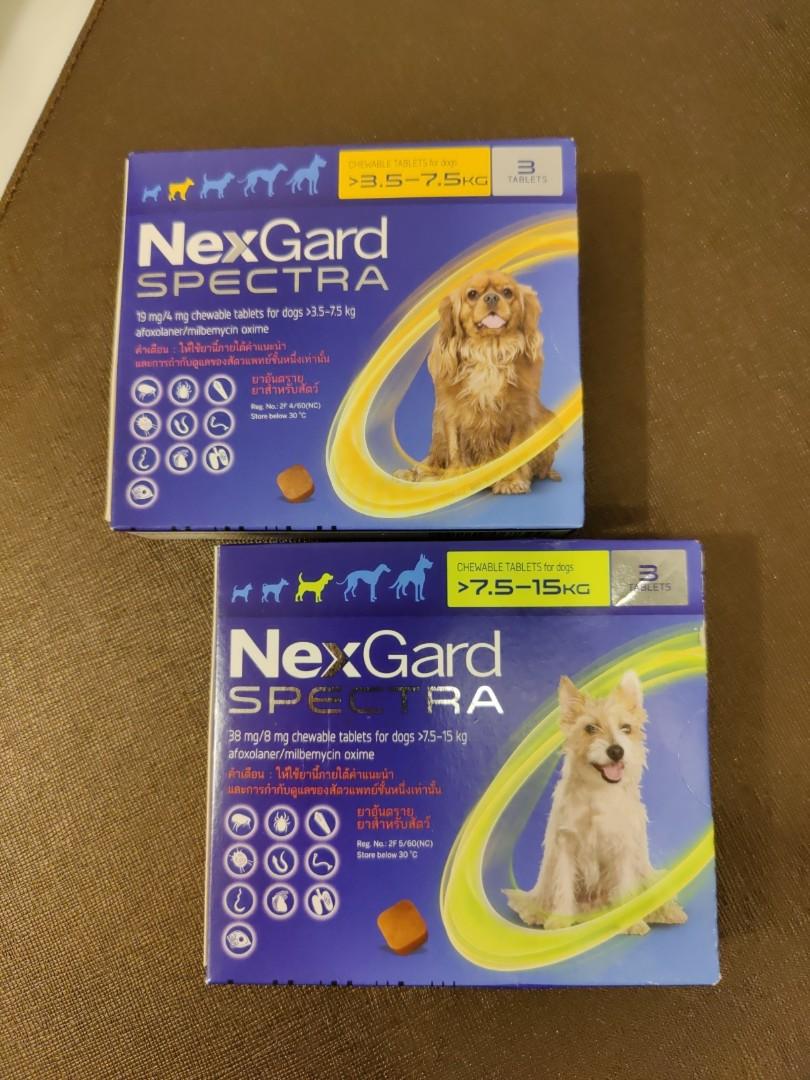 CHEWABLE TABLETS for dogs
>3.5-7.5KG
3
TABLETS
NexGard
SPECTRA
19 mg/4 mg chewable tablets for dogs >3.5-7.5 kg
afoxolaner/milbemycin oxime
คำเตือน : ให้ใช้ยานี้ภายใต้คำแนะนำ
และการกำกับดูแลของสัตวแพทย์ชั้นหนึ่งเท่านั้น
ยาอันตราย
ยาสำหรับสัตว์
Reg. No.: 2F 4/60(NC)
Store below 30 °C
CHEWABLE TABLETS for dogs
>7.5-15KG
3
TABLETS
NexGard
SPECTRA
38 mg/8 mg chewable tablets for dogs >7.5-15 kg
afoxolaner/milbemycin oxime
คำเตือน : ให้ใช้ยานี้ภายใต้คำแนะนำ
และการกำกับดูแลของสัตวแพทย์ชั้นหนึ่งเท่านั้น
ยาอันตราย
ยาสำหรับสัตว์
Reg. No.: 2F 5/60(NC)
Store below 30 °C